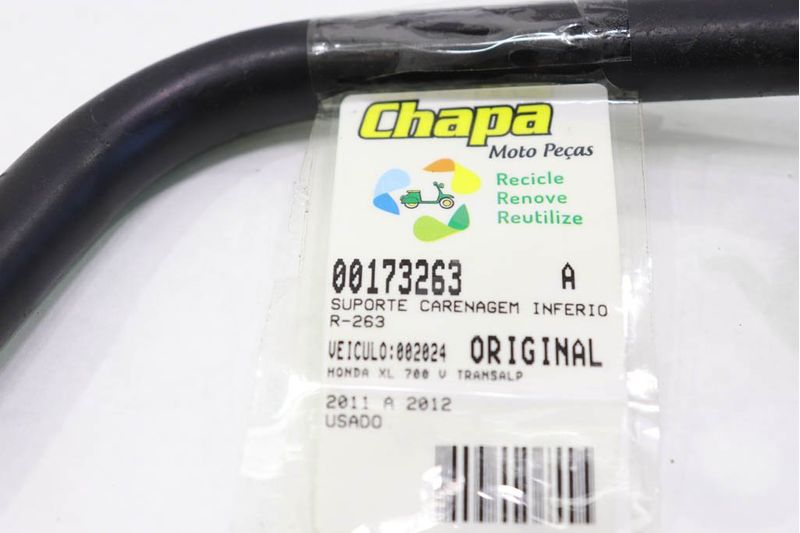 Chapa
Moto Peças
Recicle
Renove
Reutilize
00173263 A
SUPORTE CARENAGEM INFERIO
R-263
VEICULO:002024 ORIGINAL
HONDA XL 700 V TRANSALP
2011 A 2012
USADO